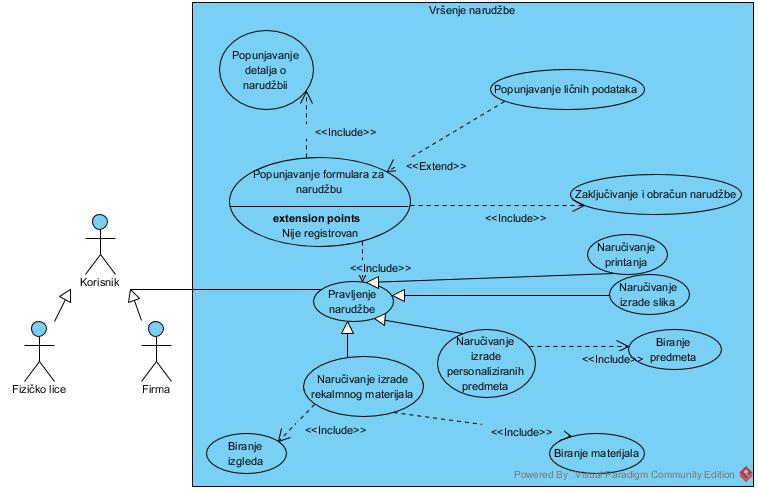 Vršenje narudžbe
Popunjavanje
detalja o
narudžbii
Popunjavanje ličnih podataka
<<Include>>
<<Extend>>
Popunjavanje formulara za
narudžbu
extension points
Nije registrovan
Zaključivanje i obračun narudžbe
<<Include>>
Naručivanje
printanja
<<Include>>
Korisnik
Pravljenje
narudžbe
Naručivanje
izrade slika
Fizičko lice
Firma
Naručivanje
izrade
personaliziranih
predmeta
Biranje
predmeta
<<Include>>
Naručivanje izrade
rekalmnog materijala
<<Include>>
<<Include>>
Biranje
izgleda
Biranje materijala
Powered By Visual Paradigm Community Edition